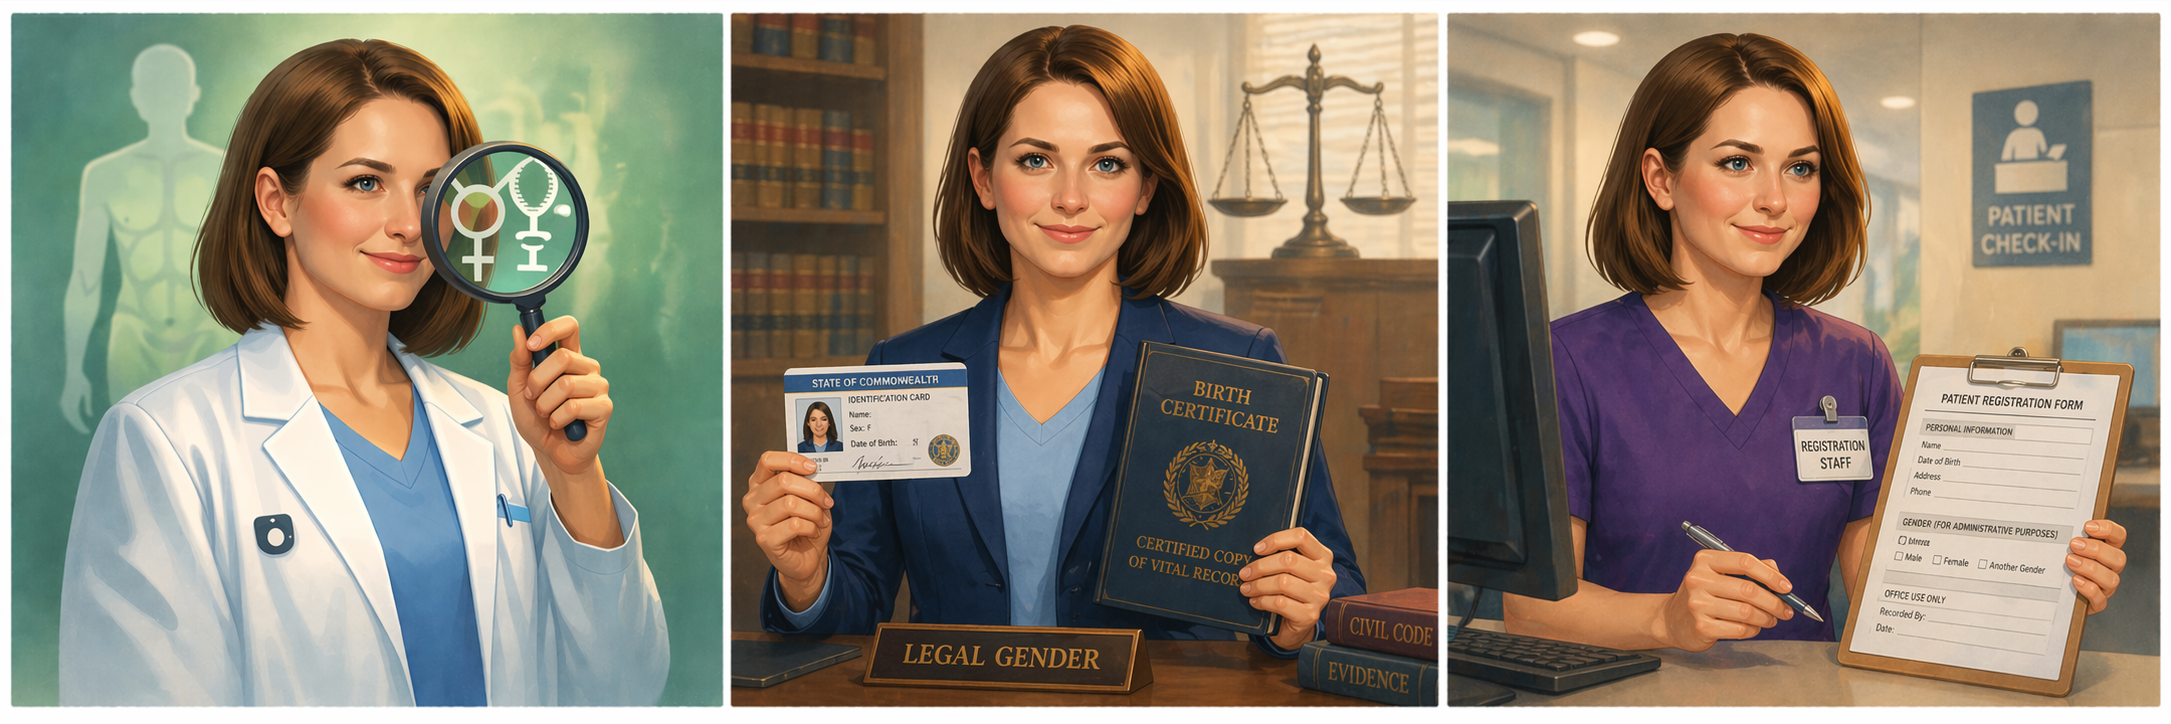 STATE OF COMMONWEALTH
IDENTIFICATION CARD
Name:
Sex: F
Date of Birth:
BIRTH
CERTIFICATE
CERTIFIED COPY
OF VITAL RECOR
LEGAL GENDER
CIVIL CODE
EVIDENCE
PATIENT
CHECK-IN
REGISTRATION
STAFF
PATIENT REGISTRATION FORM
PERSONAL INFORMATION
Name
Date of Birth
Address
Phone
GENDER (FOR ADMINISTRATIVE PURPOSES)
Male Female Another Gender
OFFICE USE ONLY
Recorded By:
Date: